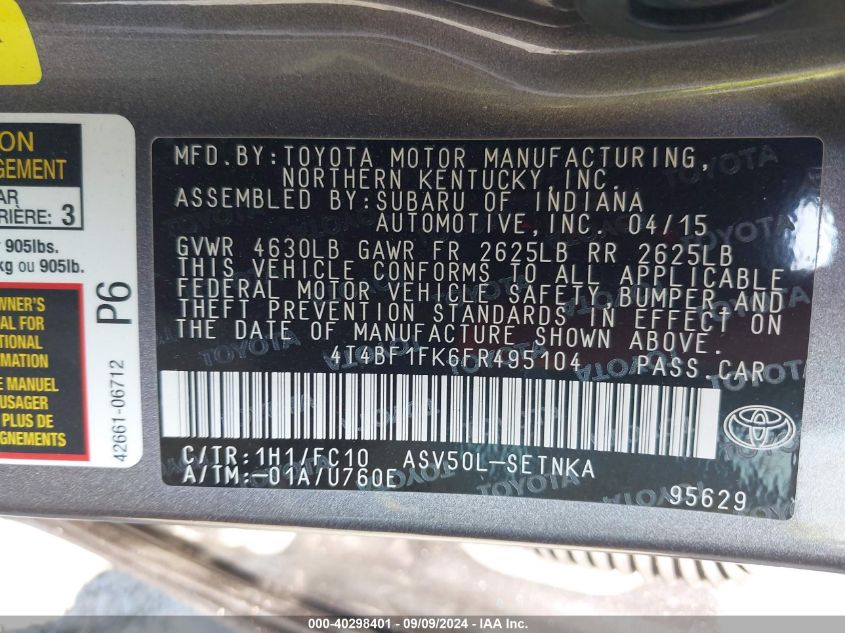 ON
AGEMENT
AR
RIÈRE: 3
r 905lbs.
kg ou 905lb.
WNER'S
AL FOR
TIONAL
ATION
LE MANUEL
'USAGER
PLUS DE
GNEMENTS
P6
42661-06712
MFD.BY:TOYOTA MOTOR MANUFACTURING,
NORTHERN KENTUCKY,INC.
ASSEMBLED BY:SUBARU OF INDIANA
AUTOMOTIVE,INC. 04/15
GVWR 4630LB GAWR FR 2625LB RR 2625LB
THIS VEHICLE CONFORMS TO ALL APPLICABLE
FEDERAL MOTOR VEHICLE SAFETY BUMPER AND
THEFT PREVENTION STANDARDS IN EFFECT ON
THE DATE OF MANUFACTURE SHOWN ABOVE.
4T4BF1FK6FR495104 PASS.CAR
C/TR:1H1/FC10 ASV50L-SETNKA
A/TM:-01A/U760E
95629
TOYOTA
000-40298401 - 09/09/2024 - IAA Inc.